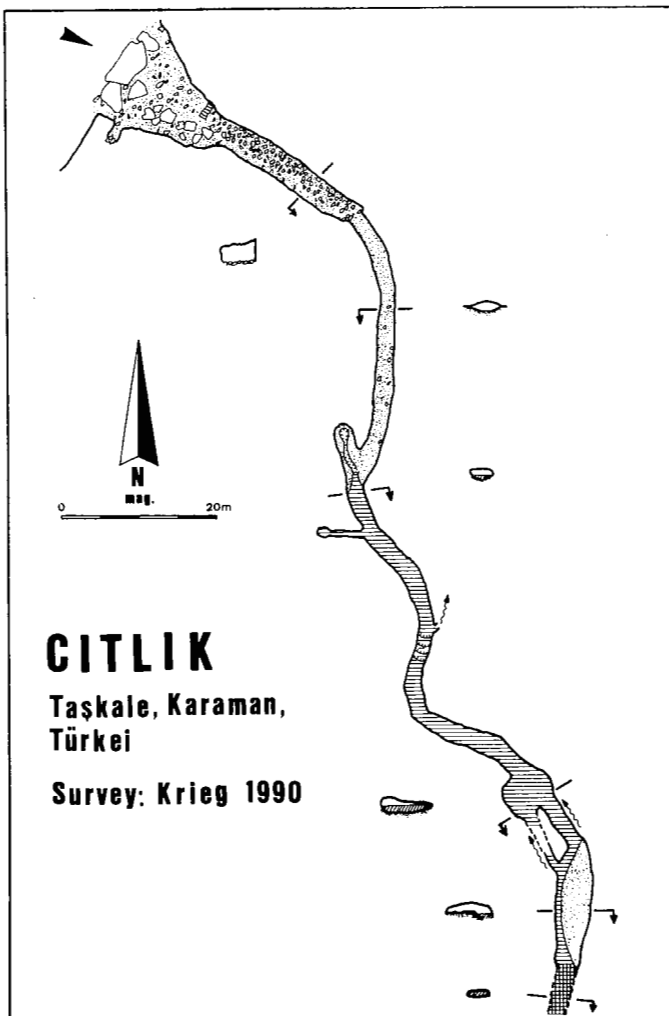 N
mag.
0 20m
CITLIK
Taşkale, Karaman,
Türkei
Survey: Krieg 1990